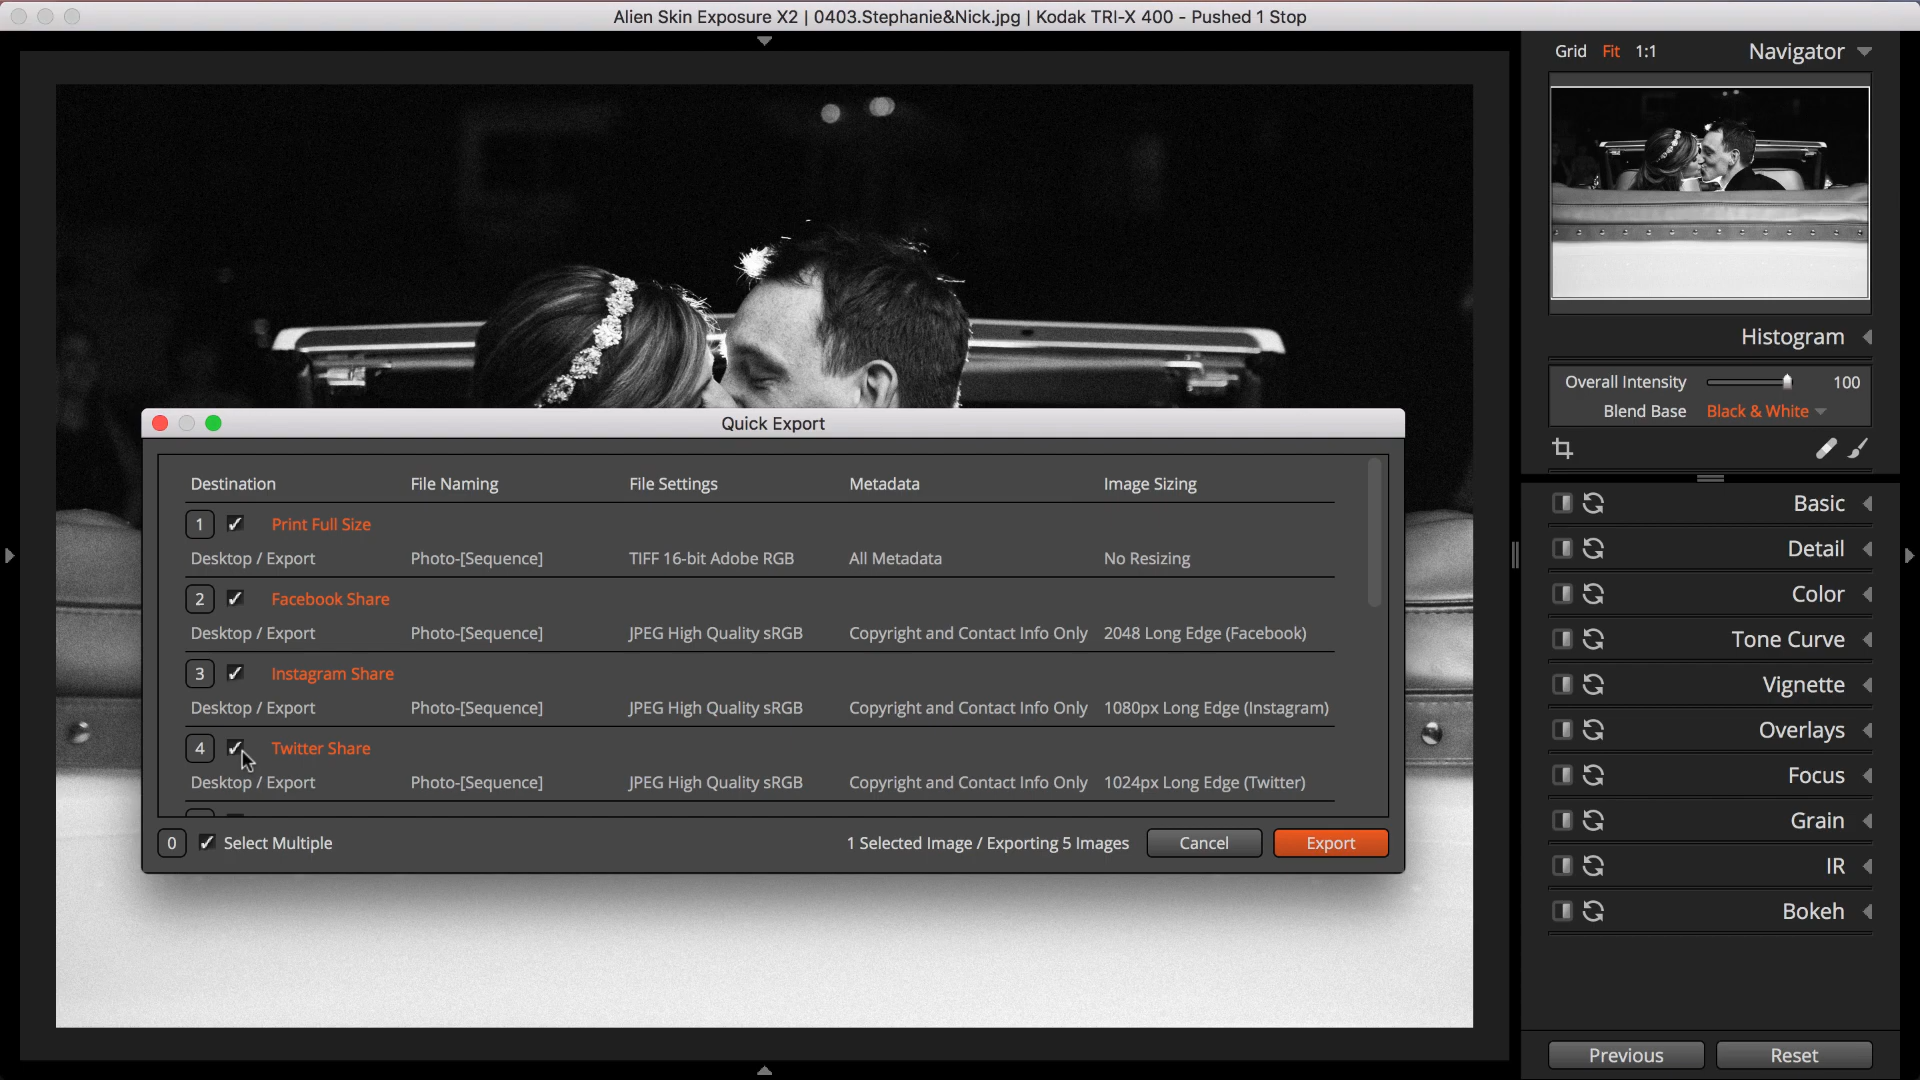 Alien Skin Exposure X2 | 0403.Stephanie&Nick.jpg | Kodak TRI-X 400 - Pushed 1 Stop
Grid Fit 1:1 Navigator
Histogram
Overall Intensity 100
Blend Base Black & White
Basic
Detail
Color
Tone Curve
Vignette
Overlays
Focus
Grain
IR
Bokeh
Previous Reset
Quick Export
Destination File Naming File Settings Metadata Image Sizing
1 Print Full Size
Desktop / Export Photo-[Sequence] TIFF 16-bit Adobe RGB All Metadata No Resizing
2 Facebook Share
Desktop / Export Photo-[Sequence] JPEG High Quality sRGB Copyright and Contact Info Only 2048 Long Edge (Facebook)
3 Instagram Share
Desktop / Export Photo-[Sequence] JPEG High Quality sRGB Copyright and Contact Info Only 1080px Long Edge (Instagram)
4 Twitter Share
Desktop / Export Photo-[Sequence] JPEG High Quality sRGB Copyright and Contact Info Only 1024px Long Edge (Twitter)
0 Select Multiple 1 Selected Image / Exporting 5 Images Cancel Export